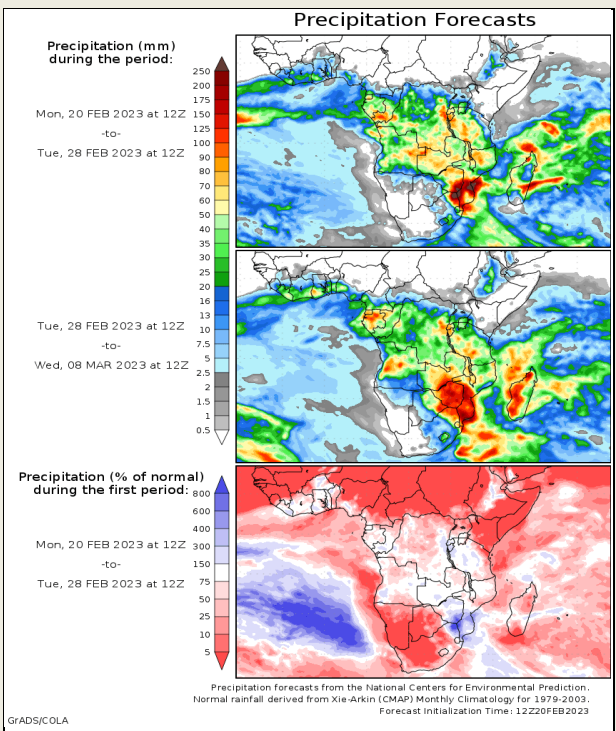 Precipitation Forecasts
Precipitation (mm)
during the period:
Mon, 20 FEB 2023 at 12Z
-to-
Tue, 28 FEB 2023 at 12Z
250
200
175
150
125
100
90
80
70
60
50
40
35
30
25
20
16
13
10
7.5
5
2.5
2
1.5
1
0.5
Tue, 28 FEB 2023 at 12Z
-to-
Wed, 08 MAR 2023 at 12Z
Precipitation (% of normal)
during the first period:
Mon, 20 FEB 2023 at 12Z
-to-
Tue, 28 FEB 2023 at 12Z
800
600
400
300
150
75
50
25
10
5
Precipitation forecasts from the National Centers for Environmental Prediction.
Normal rainfall derived from Xie-Arkin (CMAP) Monthly Climatology for 1979-2003.
Forecast Initialization Time: 12Z20FEB2023
GrADS/COLA